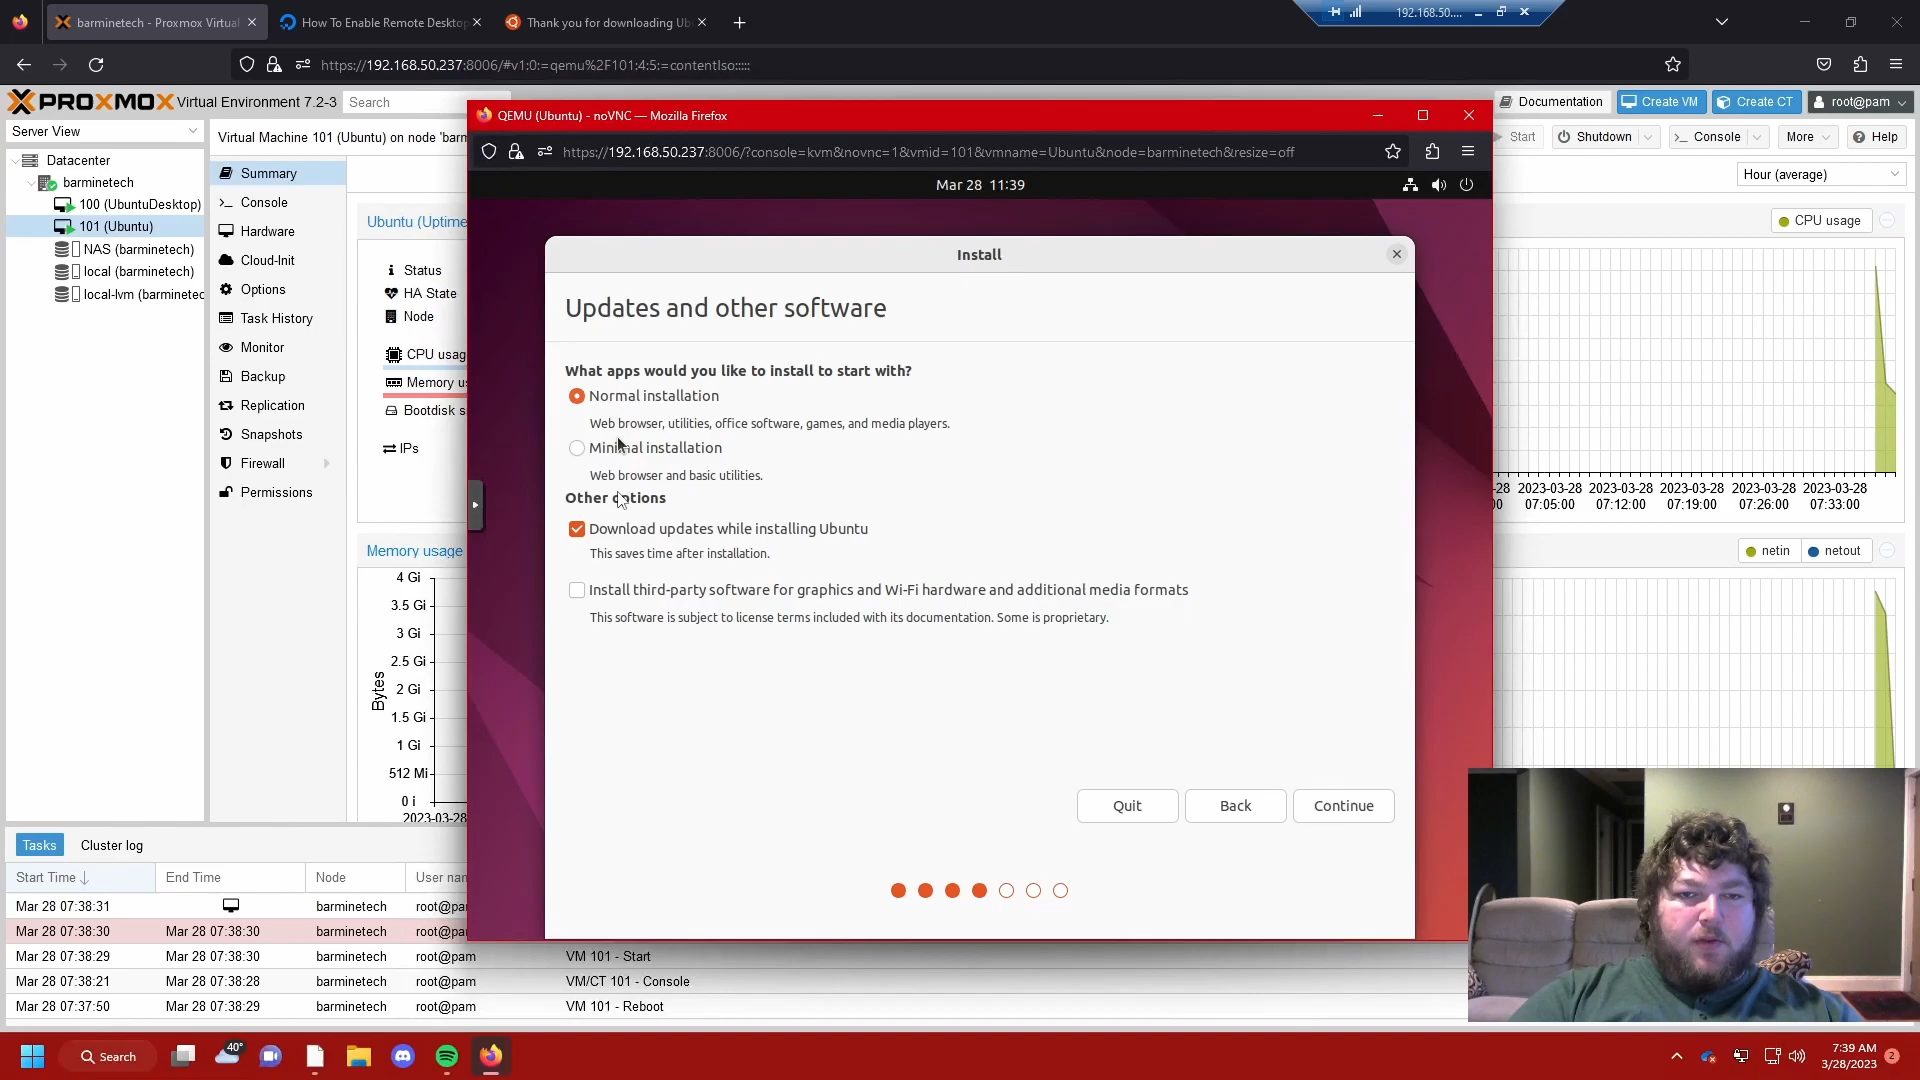 barminetech - Proxmox Virtual
How To Enable Remote Desktop
Thank you for downloading Ub
192.168.50....
https://192.168.50.237:8006/#v1:0:=qemu%2F101:4:5:=contentIso:::::
PROXMOX Virtual Environment 7.2-3
Search
Documentation
Create VM
Create CT
root@pam
Server View
Datacenter
barminetech
100 (UbuntuDesktop)
101 (Ubuntu)
NAS (barminetech)
local (barminetech)
local-lvm (barminetec
Virtual Machine 101 (Ubuntu) on node 'barm
Start
Shutdown
Console
More
Help
Hour (average)
Summary
Console
Hardware
Cloud-Init
Options
Task History
Monitor
Backup
Replication
Snapshots
Firewall
Permissions
Ubuntu (Uptime
Status
HA State
Node
CPU usag
Memory us
Bootdisk s
IPs
Memory usage
4 Gi
3.5 Gi
3 Gi
2.5 Gi
2 Gi
1.5 Gi
1 Gi
512 Mi
0 i
Bytes
2023-03-28
QEMU (Ubuntu) - noVNC — Mozilla Firefox
https://192.168.50.237:8006/?console=kvm&novnc=1&vmid=101&vmname=Ubuntu&node=barminetech&resize=off
Mar 28 11:39
Install
Updates and other software
What apps would you like to install to start with?
Normal installation
Web browser, utilities, office software, games, and media players.
Minimal installation
Web browser and basic utilities.
Other options
Download updates while installing Ubuntu
This saves time after installation.
Install third-party software for graphics and Wi-Fi hardware and additional media formats
This software is subject to license terms included with its documentation. Some is proprietary.
Quit
Back
Continue
CPU usage
-28 2023-03-28 2023-03-28 2023-03-28 2023-03-28 2023-03-28
00 07:05:00 07:12:00 07:19:00 07:26:00 07:33:00
netin
netout
Tasks
Cluster log
Start Time
End Time
Node
User nam
Mar 28 07:38:31
barminetech
root@pa
Mar 28 07:38:30
Mar 28 07:38:30
barminetech
root@pa
Mar 28 07:38:29
Mar 28 07:38:30
barminetech
root@pam
VM 101 - Start
Mar 28 07:38:21
Mar 28 07:38:28
barminetech
root@pam
VM/CT 101 - Console
Mar 28 07:37:50
Mar 28 07:38:29
barminetech
root@pam
VM 101 - Reboot
Search
40°
7:39 AM
3/28/2023
2